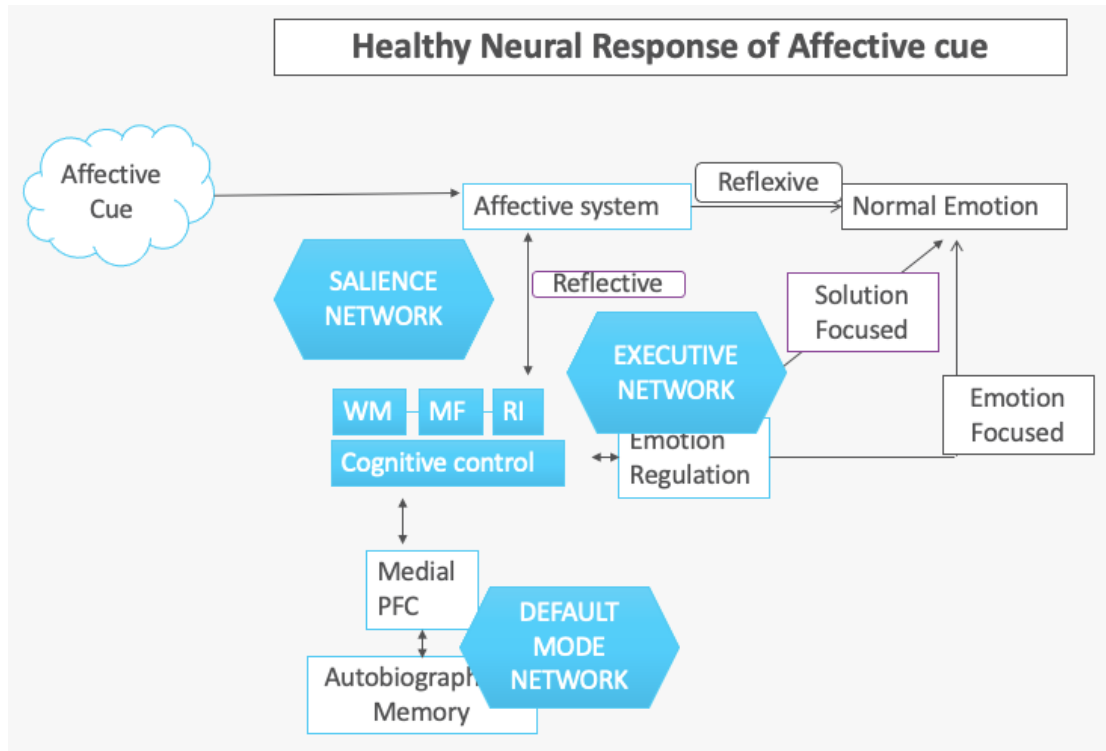 Healthy Neural Response of Affective cue
Affective
Cue
Affective system
Reflexive
Normal Emotion
SALIENCE
NETWORK
Reflective
Solution
Focused
EXECUTIVE
NETWORK
WM
MF
RI
Cognitive control
Emotion
Regulation
Emotion
Focused
Medial
PFC
DEFAULT
MODE
NETWORK
Autobiograph
Memory